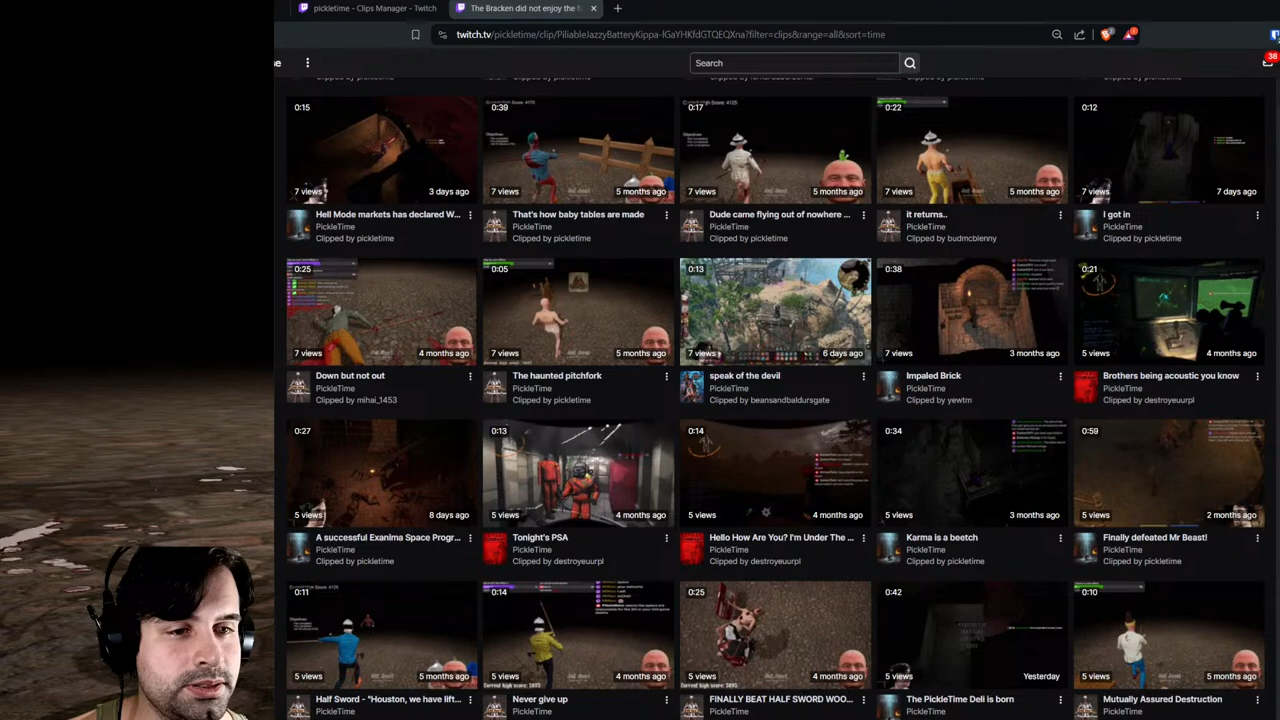 pickletime - Clips Manager - Twitch
The Bracken did not enjoy the f
twitch.tv/pickletime/clip/PiliableJazzyBatteryKippa-lGaYHKfdGTQEQXna?filter=clips&range=all&sort=time
38
Search
0:15
7 views
3 days ago
Hell Mode markets has declared W...
PickleTime
Clipped by pickletime
0:39
7 views
5 months ago
That's how baby tables are made
PickleTime
Clipped by pickletime
0:17
7 views
5 months ago
Dude came flying out of nowhere ...
PickleTime
Clipped by pickletime
0:22
7 views
5 months ago
it returns..
PickleTime
Clipped by budmcblenny
0:12
7 views
7 days ago
I got in
PickleTime
Clipped by pickletime
0:25
7 views
4 months ago
Down but not out
PickleTime
Clipped by mihai_1453
0:05
7 views
5 months ago
The haunted pitchfork
PickleTime
Clipped by pickletime
0:13
7 views
6 days ago
speak of the devil
PickleTime
Clipped by beansandbaldursgate
0:38
7 views
3 months ago
Impaled Brick
PickleTime
Clipped by yewtm
0:21
5 views
4 months ago
Brothers being acoustic you know
PickleTime
Clipped by destroyeuurpl
0:27
5 views
8 days ago
A successful Exanima Space Progr...
PickleTime
Clipped by pickletime
0:13
5 views
4 months ago
Tonight's PSA
PickleTime
Clipped by destroyeuurpl
0:14
5 views
4 months ago
Hello How Are You? I'm Under The ...
PickleTime
Clipped by destroyeuurpl
0:34
5 views
3 months ago
Karma is a beetch
PickleTime
Clipped by pickletime
0:59
5 views
2 months ago
Finally defeated Mr Beast!
PickleTime
Clipped by pickletime
0:11
5 views
5 months ago
Half Sword - "Houston, we have lift...
PickleTime
0:14
5 views
5 months ago
Never give up
PickleTime
0:25
5 views
5 months ago
FINALLY BEAT HALF SWORD WOO...
PickleTime
0:42
5 views
Yesterday
The PickleTime Deli is born
PickleTime
0:10
5 views
5 months ago
Mutually Assured Destruction
PickleTime